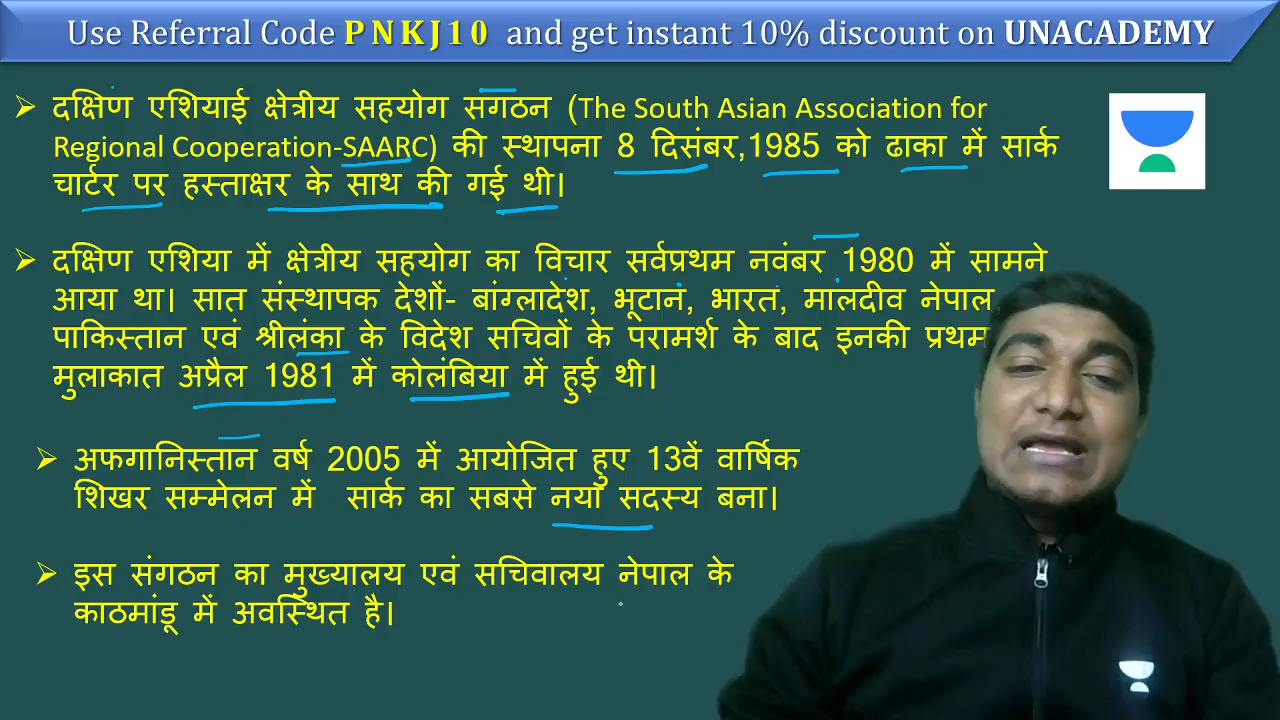 Use Referral Code PNKJ10 and get instant 10% discount on UNACADEMY
➢ दक्षिण एशियाई क्षेत्रीय सहयोग संगठन (The South Asian Association for
Regional Cooperation-SAARC) की स्थापना 8 दिसंबर,1985 को ढाका में सार्क
चार्टर पर हस्ताक्षर के साथ की गई थी।
➢ दक्षिण एशिया में क्षेत्रीय सहयोग का विचार सर्वप्रथम नवंबर 1980 में सामने
आया था। सात संस्थापक देशों- बांग्लादेश, भूटान, भारत, मालदीव नेपाल,
पाकिस्तान एवं श्रीलंका के विदेश सचिवों के परामर्श के बाद इनकी प्रथम
मुलाकात अप्रैल 1981 में कोलंबिया में हुई थी।
➢ अफगानिस्तान वर्ष 2005 में आयोजित हुए 13वें वार्षिक
शिखर सम्मेलन में सार्क का सबसे नया सदस्य बना।
➢ इस संगठन का मुख्यालय एवं सचिवालय नेपाल के
काठमांडू में अवस्थित है।